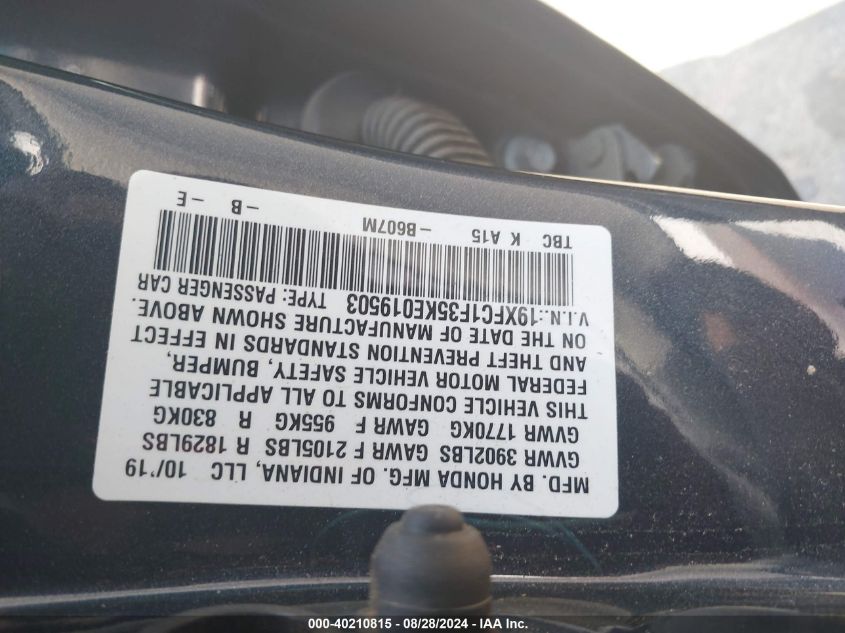 MFD. BY HONDA MFG. OF INDIANA, LLC 10/'19
GVWR 3902LBS GAWR F 2105LBS R 1829LBS
GVWR 1770KG GAWR F 955KG R 830KG
THIS VEHICLE CONFORMS TO ALL APPLICABLE
FEDERAL MOTOR VEHICLE SAFETY, BUMPER,
AND THEFT PREVENTION STANDARDS IN EFFECT
ON THE DATE OF MANUFACTURE SHOWN ABOVE.
V.I.N.:19XFC1F35KE019503 TYPE: PASSENGER CAR
TBC K A15 -B607M -B -E
000-40210815 // 08/28/2024 - IAA Inc.